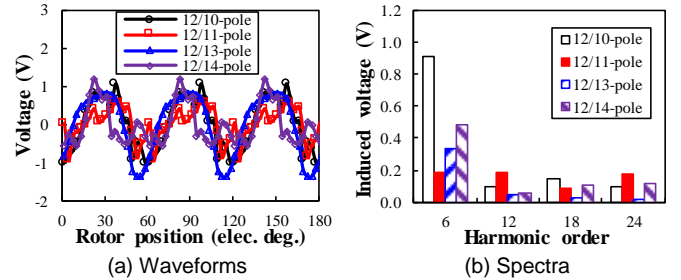 3
2
1
0
-1
-2
Voltage (V)
12/10-pole
12/11-pole
12/13-pole
12/14-pole
0 30 60 90 120 150 180
Rotor position (elec. deg.)
(a) Waveforms
1.2
1.0
0.8
0.6
0.4
0.2
0.0
Induced voltage (V)
12/10-pole
12/11-pole
12/13-pole
12/14-pole
6 12 18 24
Harmonic order
(b) Spectra